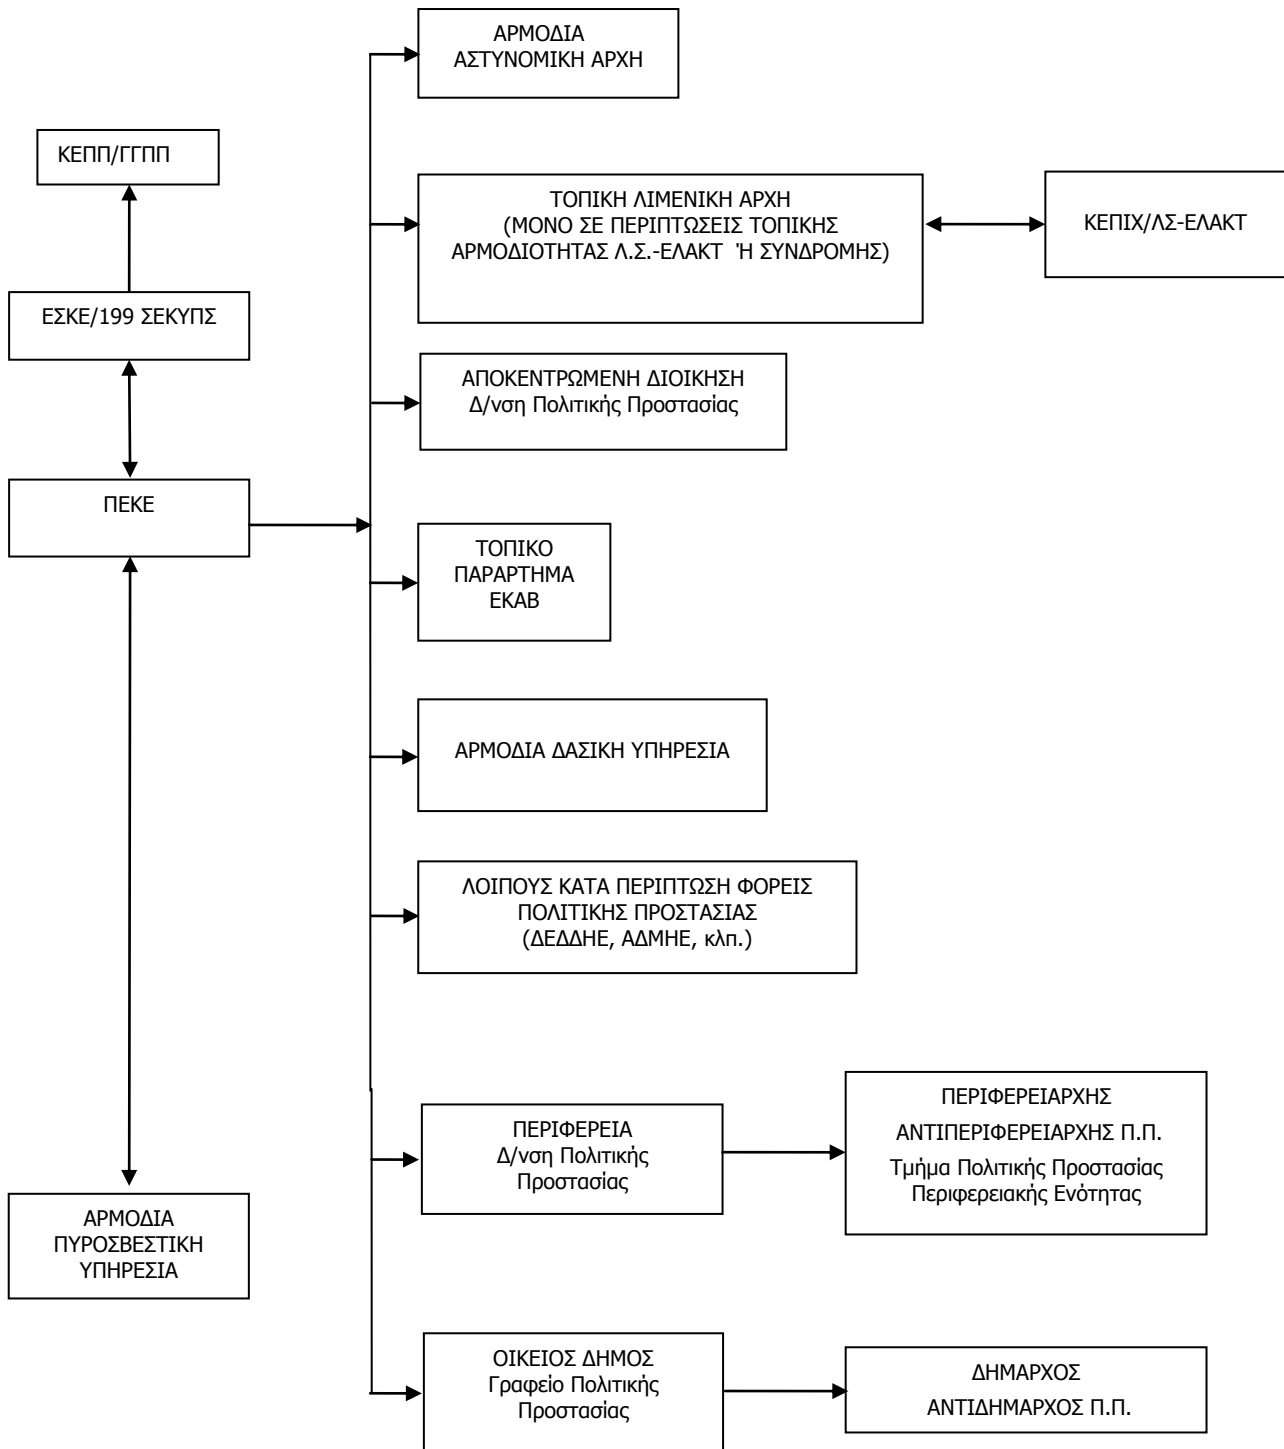 ΑΡΜΟΔΙΑ
ΑΣΤΥΝΟΜΙΚΗ ΑΡΧΗ
ΚΕΠΠ/ΓΓΠΠ
ΤΟΠΙΚΗ ΛΙΜΕΝΙΚΗ ΑΡΧΗ
(ΜΟΝΟ ΣΕ ΠΕΡΙΠΤΩΣΕΙΣ ΤΟΠΙΚΗΣ
ΑΡΜΟΔΙΟΤΗΤΑΣ Λ.Σ.-ΕΛΑΚΤ Ή ΣΥΝΔΡΟΜΗΣ)
ΚΕΠΙΧ/ΛΣ-ΕΛΑΚΤ
ΕΣΚΕ/199 ΣΕΚΥΠΣ
ΑΠΟΚΕΝΤΡΩΜΕΝΗ ΔΙΟΙΚΗΣΗ
Δ/νση Πολιτικής Προστασίας
ΠΕΚΕ
ΤΟΠΙΚΟ
ΠΑΡΑΡΤΗΜΑ
ΕΚΑΒ
ΑΡΜΟΔΙΑ ΔΑΣΙΚΗ ΥΠΗΡΕΣΙΑ
ΛΟΙΠΟΥΣ ΚΑΤΑ ΠΕΡΙΠΤΩΣΗ ΦΟΡΕΙΣ
ΠΟΛΙΤΙΚΗΣ ΠΡΟΣΤΑΣΙΑΣ
(ΔΕΔΔΗΕ, ΑΔΜΗΕ, κλπ.)
ΠΕΡΙΦΕΡΕΙΑ
Δ/νση Πολιτικής
Προστασίας
ΠΕΡΙΦΕΡΕΙΑΡΧΗΣ
ΑΝΤΙΠΕΡΙΦΕΡΕΙΑΡΧΗΣ Π.Π.
Τμήμα Πολιτικής Προστασίας
Περιφερειακής Ενότητας
ΑΡΜΟΔΙΑ
ΠΥΡΟΣΒΕΣΤΙΚΗ
ΥΠΗΡΕΣΙΑ
ΟΙΚΕΙΟΣ ΔΗΜΟΣ
Γραφείο Πολιτικής
Προστασίας
ΔΗΜΑΡΧΟΣ
ΑΝΤΙΔΗΜΑΡΧΟΣ Π.Π.